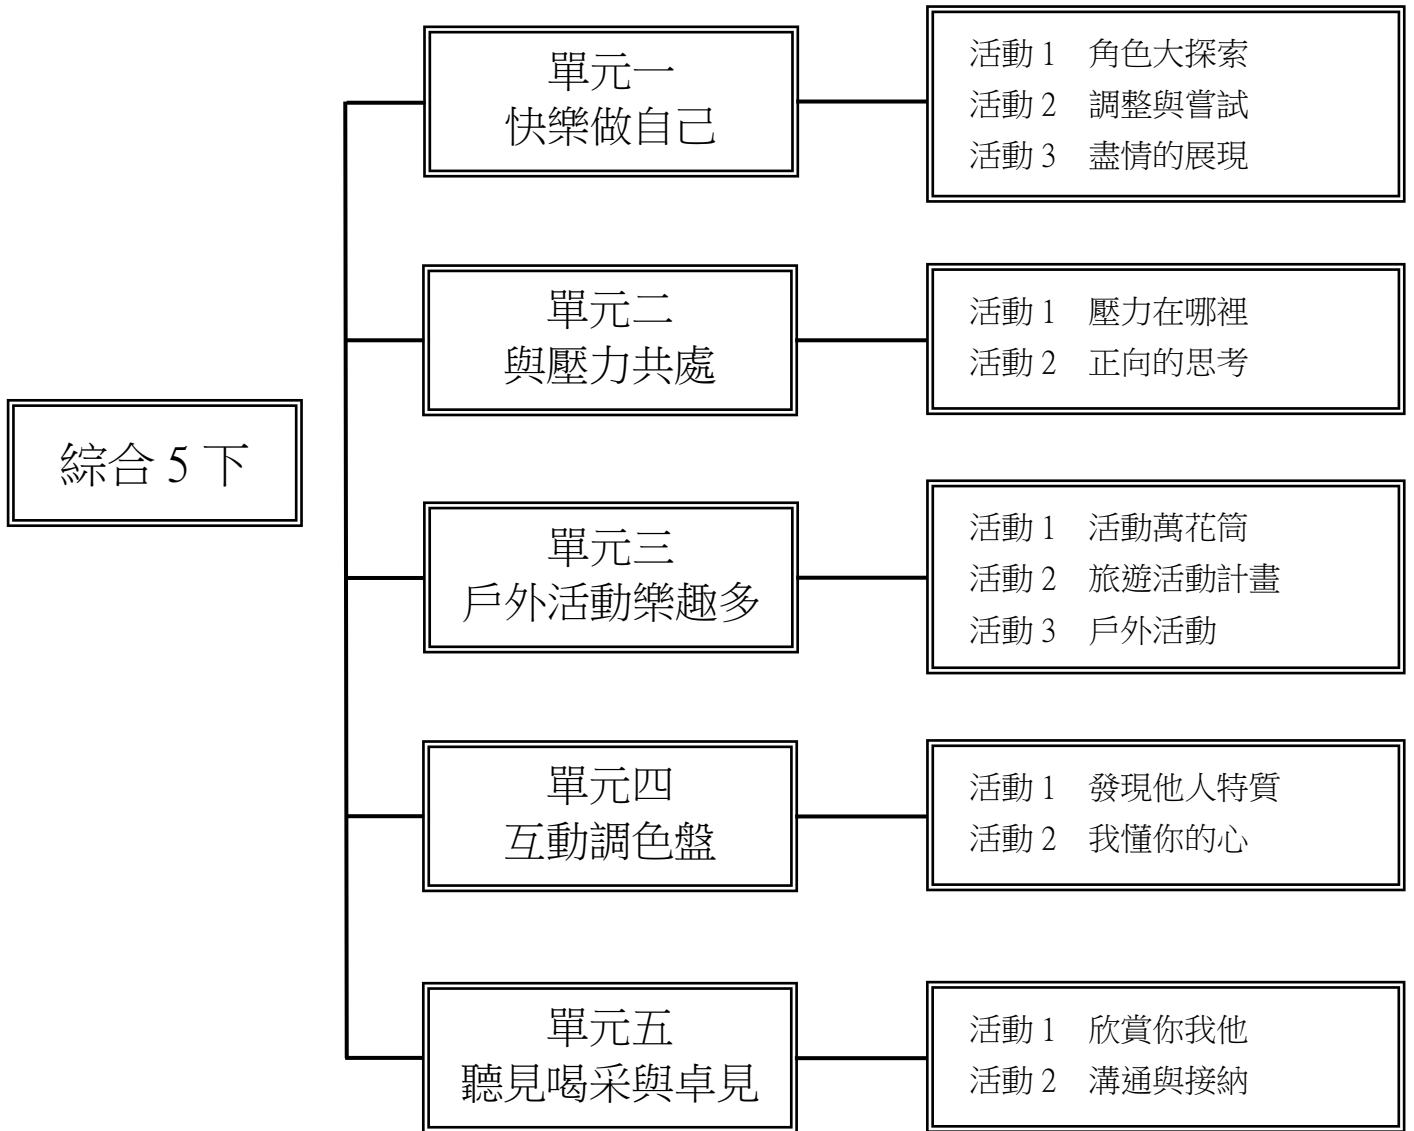 綜合5下
單元一
快樂做自己
活動1 角色大探索
活動2 調整與嘗試
活動3 盡情的展現
單元二
與壓力共處
活動1 壓力在哪裡
活動2 正向的思考
單元三
戶外活動樂趣多
活動1 活動萬花筒
活動2 旅遊活動計畫
活動3 戶外活動
單元四
互動調色盤
活動1 發現他人特質
活動2 我懂你的心
單元五
聽見喝采與卓見
活動1 欣賞你我他
活動2 溝通與接納